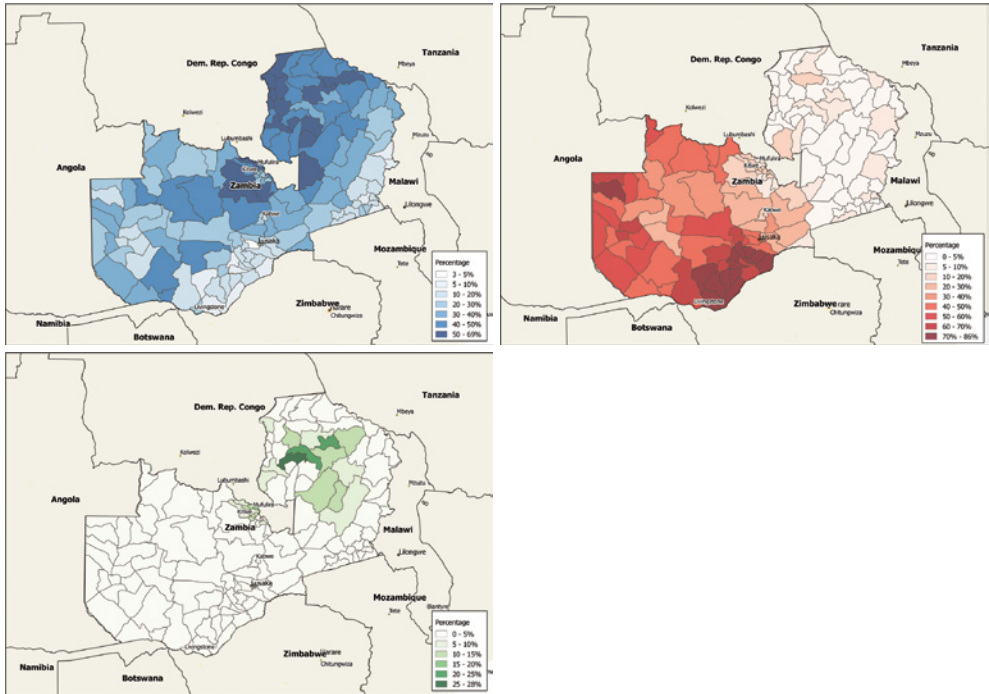 Tanzania
Dem. Rep. Congo
Mbeya
Kolwezi
Lubumbashi
Mzuzu
Mufulira
Kitwe
Angola
Zambia
Malawi
Kabwe
Lilongwe
Lusaka
Mozambique
Tete
Percentage
3 - 5%
5 - 10%
10 - 20%
20 - 30%
30 - 40%
40 - 50%
50 - 69%
Livingstone
Zimbabwe
Harare
Chitungwiza
Namibia
Botswana
Tanzania
Dem. Rep. Congo
Mbeya
Kolwezi
Lubumbashi
Mzuzu
Mufulira
Kitwe
Angola
Zambia
Malawi
Kabwe
Lilongwe
Lusaka
Mozambique
Tete
Percentage
0 - 5%
5 - 10%
10 - 20%
20 - 30%
30 - 40%
40 - 50%
50 - 60%
60 - 70%
70% - 86%
Livingstone
Zimbabwe
Harare
Chitungwiza
Namibia
Botswana
Tanzania
Dem. Rep. Congo
Mbeya
Kolwezi
Lubumbashi
Mzuzu
Mufulira
Kitwe
Angola
Zambia
Malawi
Kabwe
Lilongwe
Lusaka
Mozambique
Tete
Blantyre
Percentage
0 - 5%
5 - 10%
10 - 15%
15 - 20%
20 - 25%
25 - 28%
Livingstone
Zimbabwe
Harare
Chitungwiza
Namibia
Botswana